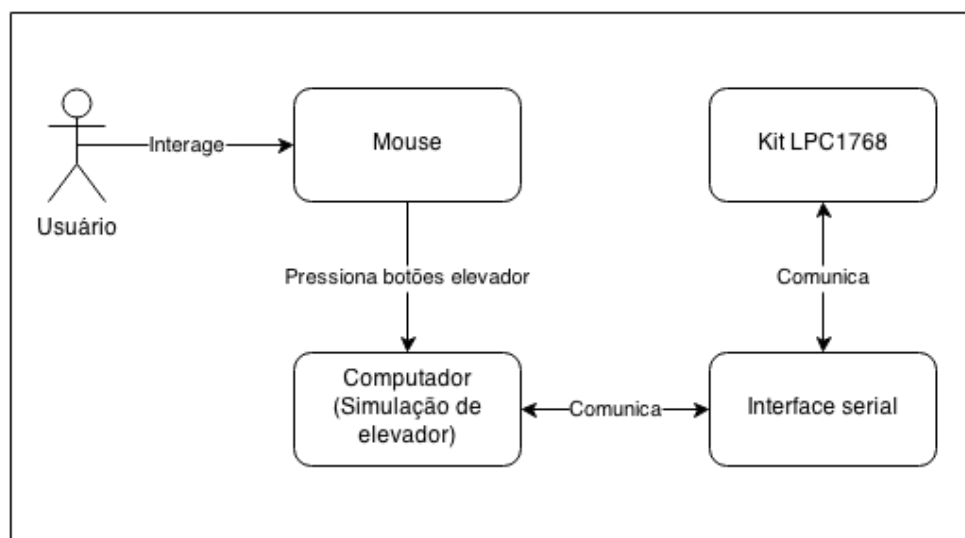 Usuário
Interage
Mouse
Kit LPC1768
Pressiona botões elevador
Comunica
Computador
(Simulação de
elevador)
Comunica
Interface serial